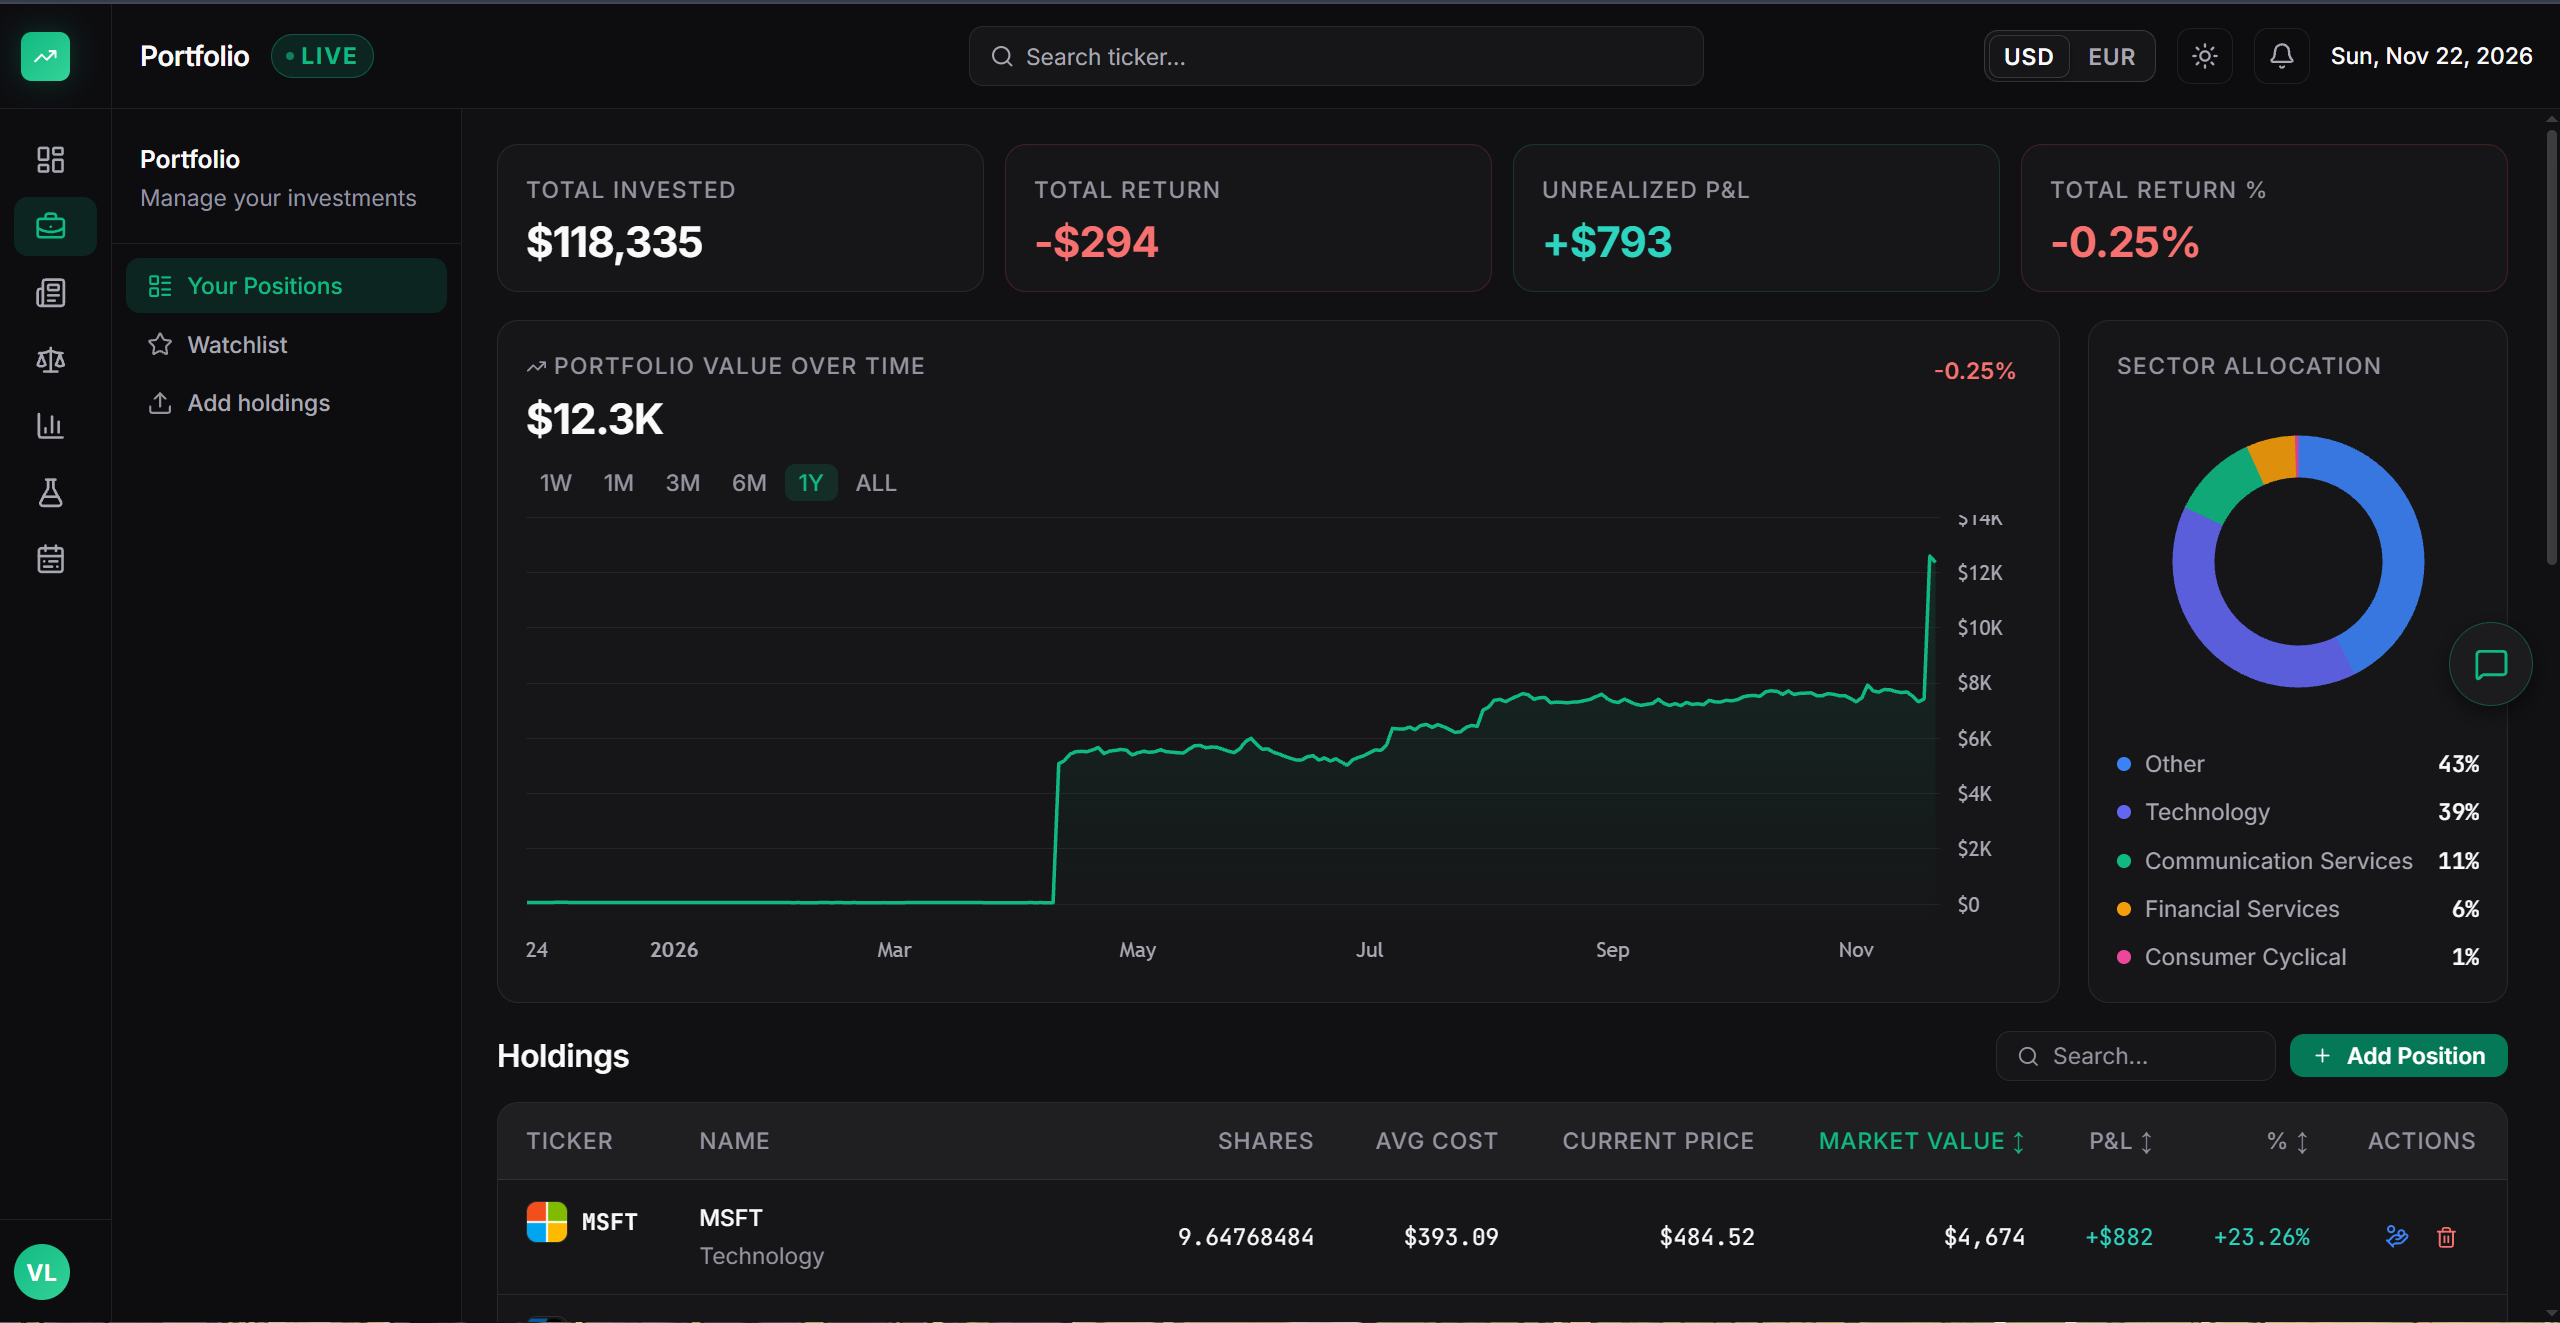 Portfolio
LIVE
Search ticker...
USD
EUR
Sun, Nov 22, 2026
Portfolio
Manage your investments
Your Positions
Watchlist
Add holdings
VL
TOTAL INVESTED
$118,335
TOTAL RETURN
-$294
UNREALIZED P&L
+$793
TOTAL RETURN %
-0.25%
PORTFOLIO VALUE OVER TIME
-0.25%
$12.3K
1W 1M 3M 6M 1Y ALL
$14K
$12K
$10K
$8K
$6K
$4K
$2K
$0
24 2026 Mar May Jul Sep Nov
SECTOR ALLOCATION
Other 43%
Technology 39%
Communication Services 11%
Financial Services 6%
Consumer Cyclical 1%
Holdings
Search...
+ Add Position
TICKER NAME SHARES AVG COST CURRENT PRICE MARKET VALUE P&L % ACTIONS
MSFT MSFT 9.64768484 $393.09 $484.52 $4,674 +$882 +23.26%
Technology